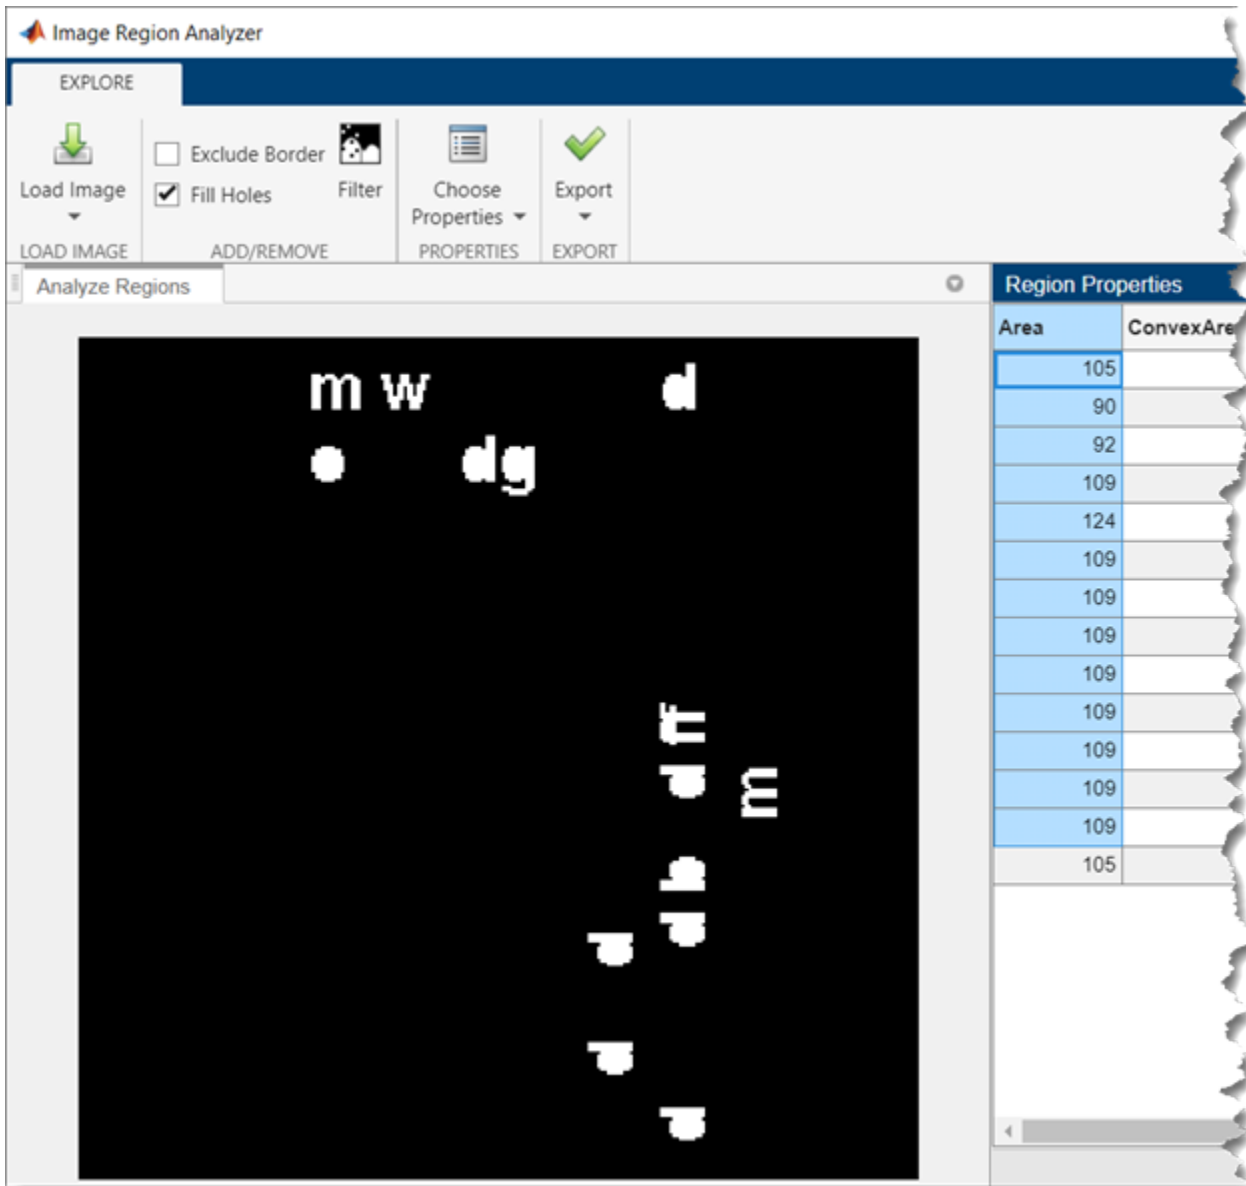 Image Region Analyzer
EXPLORE
Load Image
Exclude Border
Fill Holes
Filter
Choose
Properties
Export
LOAD IMAGE
ADD/REMOVE
PROPERTIES
EXPORT
Analyze Regions
m w d
o dg
m
d
d
d
d
d
Region Properties
Area ConvexAre
105
90
92
109
124
109
109
109
109
109
109
109
109
105